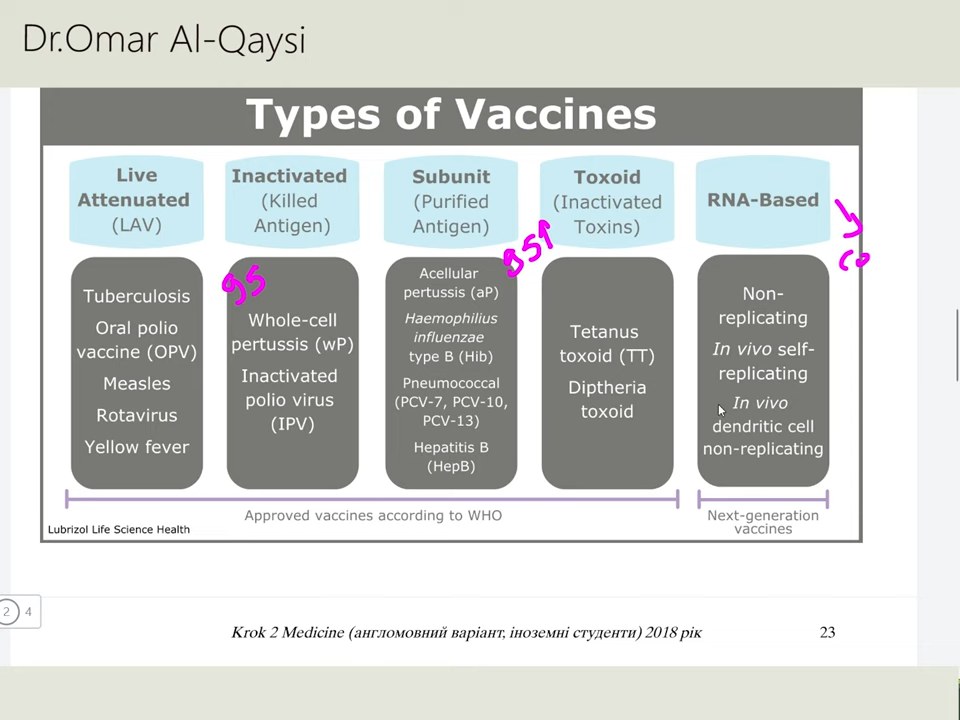 Dr.Omar Al-Qaysi
Types of Vaccines
Live
Attenuated
(LAV)
Inactivated
(Killed
Antigen)
Subunit
(Purified
Antigen)
Toxoid
(Inactivated
Toxins)
RNA-Based
95
95↑
Co
Tuberculosis
Oral polio
vaccine (OPV)
Measles
Rotavirus
Yellow fever
Whole-cell
pertussis (wP)
Inactivated
polio virus
(IPV)
Acellular
pertussis (aP)
Haemophilius
influenzae
type B (Hib)
Pneumococcal
(PCV-7, PCV-10,
PCV-13)
Hepatitis B
(HepB)
Tetanus
toxoid (TT)
Diptheria
toxoid
Non-
replicating
In vivo self-
replicating
In vivo
dendritic cell
non-replicating
Approved vaccines according to WHO
Next-generation
vaccines
Lubrizol Life Science Health
2 4
Krok 2 Medicine (англомовний варіант, іноземні студенти) 2018 рік
23